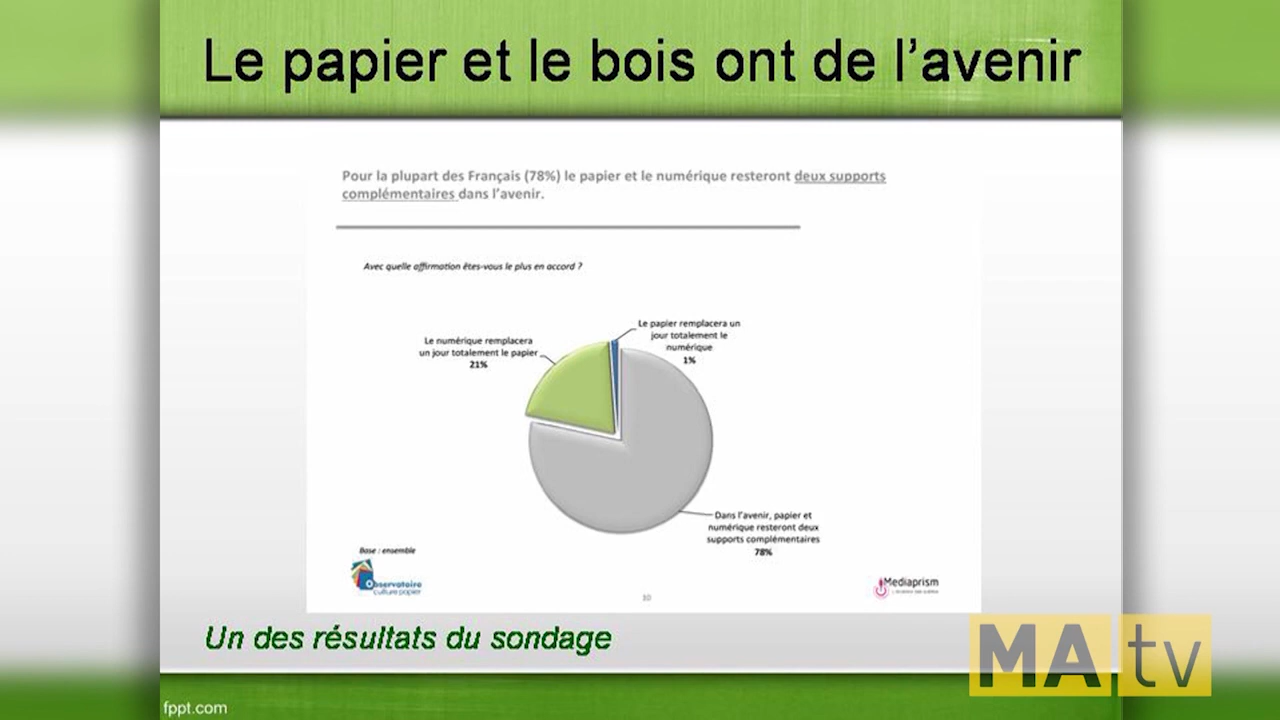 Le papier et le bois ont de l’avenir
Pour la plupart des Français (78%) le papier et le numérique resteront deux supports
complémentaires dans l’avenir.
Avec quelle affirmation êtes-vous le plus en accord ?
Le papier remplacera un
jour totalement le
numérique
1%
Le numérique remplacera
un jour totalement le papier
21%
Dans l’avenir, papier et
numérique resteront deux
supports complémentaires
78%
Base : ensemble
Observatoire
culture papier
Mediaprism
10
Un des résultats du sondage
MA tv
fppt.com